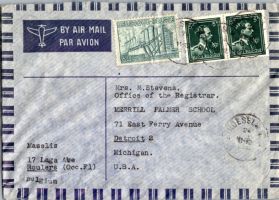 BY AIR MAIL
PAR AVION
Mrs. M.Stevens.
Office of the Registrar.
MERRILL PALMER SCHOOL
71 East Ferry Avenue
Detroit 2
Michigan.
U.S.A.
Masells
17 Laga Ave
Roulers (Occ.Fl)
Belgium